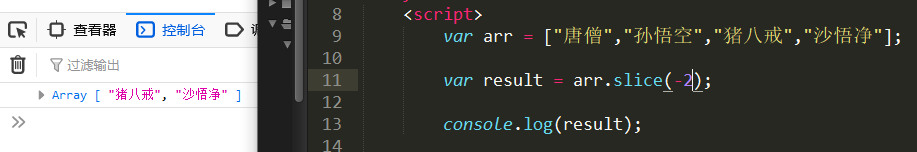 查看器
控制台
过滤输出
Array [ "猪八戒", "沙悟净" ]
8 <script>
9 var arr = ["唐僧","孙悟空","猪八戒","沙悟净"];
10
11 var result = arr.slice(-2);
12
13 console.log(result);
14